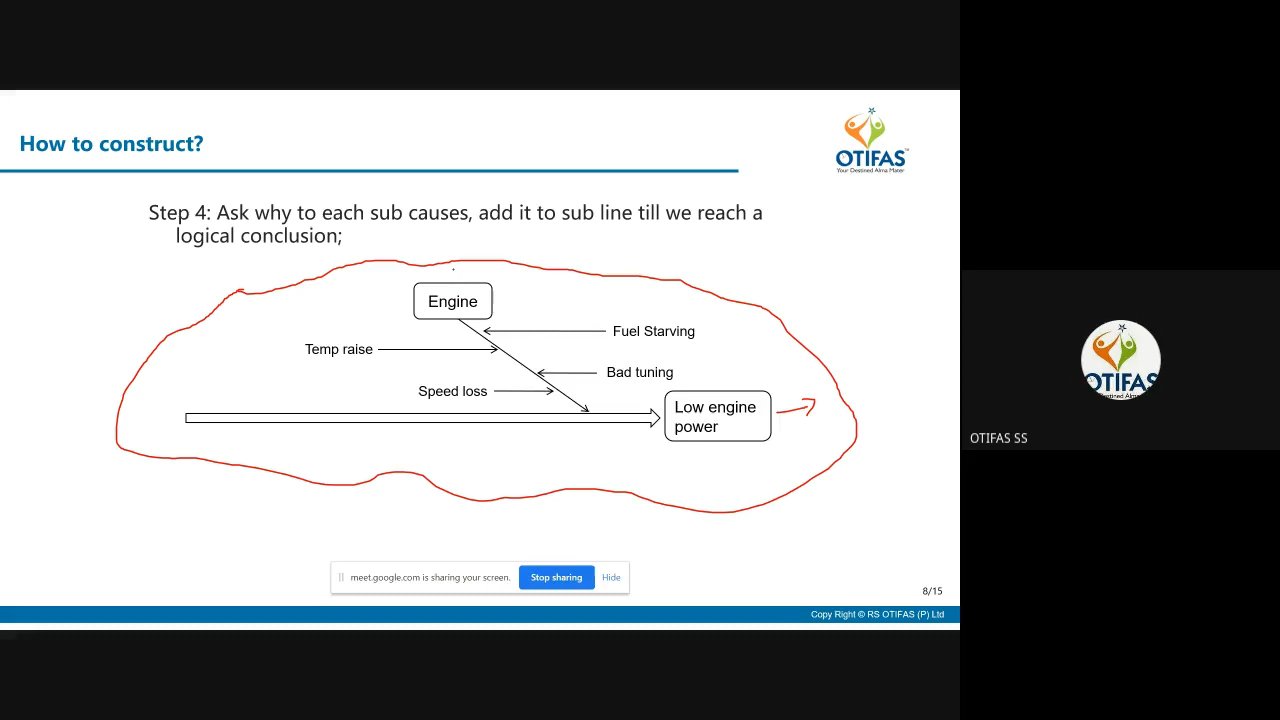 How to construct?
OTIFAS
Your Destined Alma Mater
Step 4: Ask why to each sub causes, add it to sub line till we reach a
logical conclusion;
Engine
Fuel Starving
Temp raise
Bad tuning
Speed loss
Low engine
power
OTIFAS
OTIFAS SS
meet.google.com is sharing your screen.
Stop sharing
Hide
8/15
Copy Right © RS OTIFAS (P) Ltd